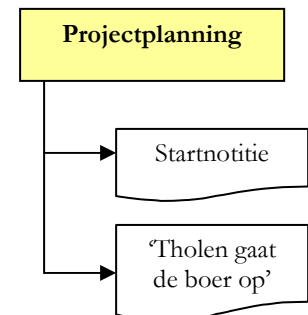 Projectplanning
Startnotitie
‘Tholen gaat
de boer op’